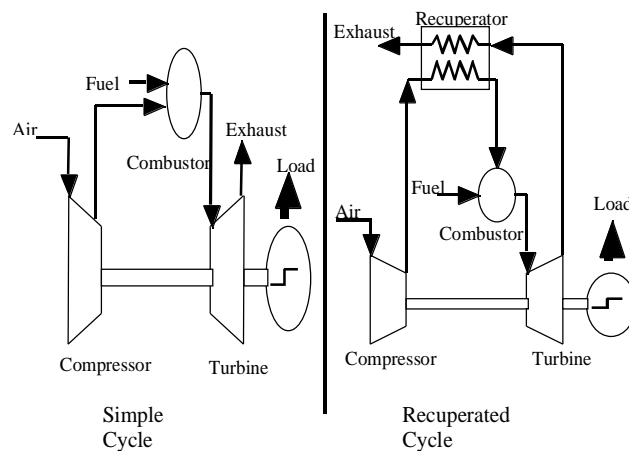 Fuel
Air
Exhaust
Combustor
Load
Compressor
Turbine
Simple
Cycle
Recuperator
Exhaust
Fuel
Air
Combustor
Load
Compressor
Turbine
Recuperated
Cycle